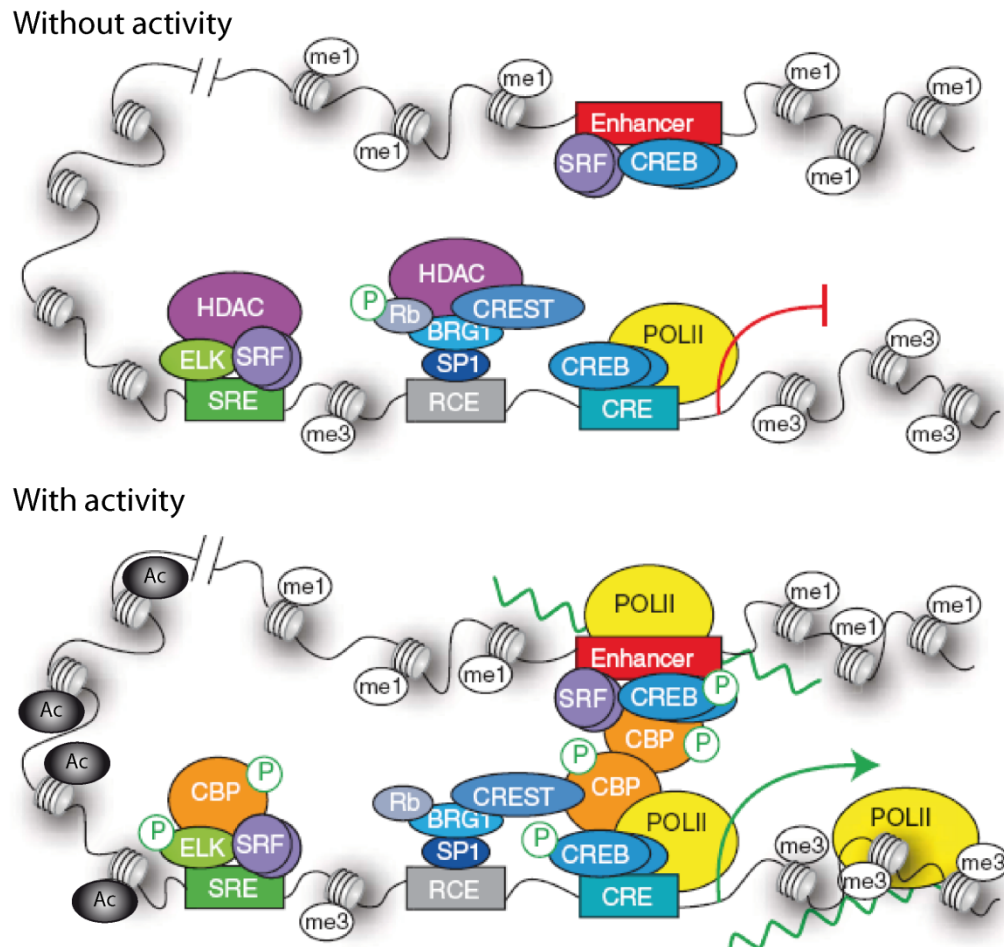 Without activity
me1
me1
me1
me1
me1
me1
Enhancer
SRF
CREB
HDAC
ELK
SRF
SRE
HDAC
P
Rb
CREST
BRG1
SP1
RCE
POLII
CREB
CRE
me3
me3
me3
me3
With activity
Ac
Ac
Ac
Ac
me1
me1
me1
me1
me1
me1
POLII
Enhancer
SRF
CREB
P
CBP
P
CBP
P
CBP
P
P
ELK
SRF
SRE
Rb
CREST
BRG1
SP1
RCE
P
CREB
POLII
CRE
me3
me3
me3
me3
POLII